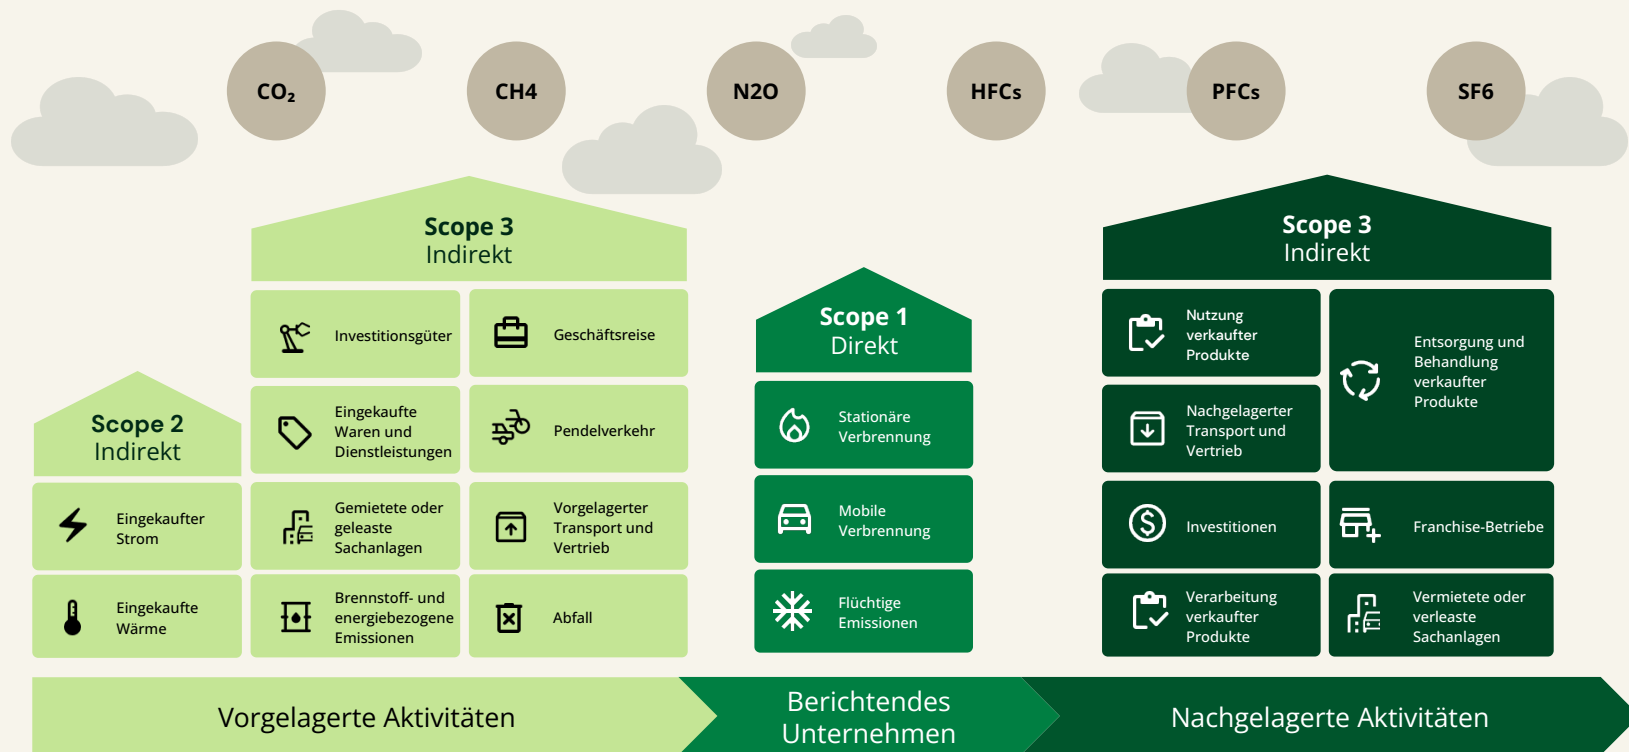 CO₂
CH4
N2O
HFCs
PFCs
SF6
Scope 2
Indirekt
Eingekaufter
Strom
Eingekaufte
Wärme
Scope 3
Indirekt
Investitionsgüter
Eingekaufte
Waren und
Dienstleistungen
Gemietete oder
geleaste
Sachanlagen
Brennstoff- und
energiebezogene
Emissionen
Geschäftsreise
Pendelverkehr
Vorgelagerter
Transport und
Vertrieb
Abfall
Scope 1
Direkt
Stationäre
Verbrennung
Mobile
Verbrennung
Flüchtige
Emissionen
Scope 3
Indirekt
Nutzung
verkaufter
Produkte
Nachgelagerter
Transport und
Vertrieb
Investitionen
Verarbeitung
verkaufter
Produkte
Entsorgung und
Behandlung
verkaufter
Produkte
Franchise-Betriebe
Vermietete oder
verleaste
Sachanlagen
Vorgelagerte Aktivitäten
Berichtendes
Unternehmen
Nachgelagerte Aktivitäten